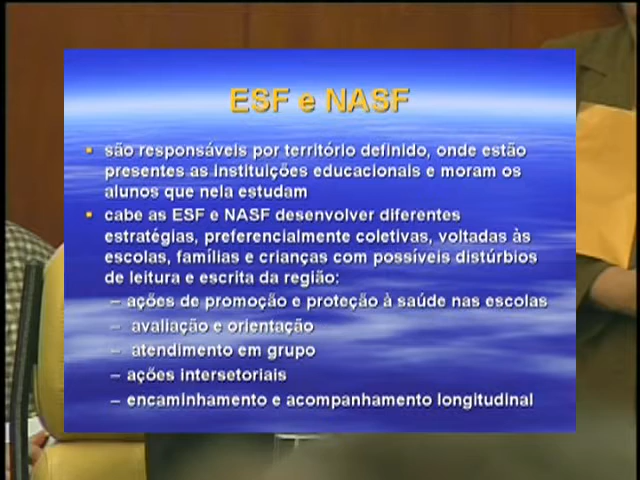 ESF e NASF
são responsáveis por território definido, onde estão
presentes as instituições educacionais e moram os
alunos que nela estudam
cabe as ESF e NASF desenvolver diferentes
estratégias, preferencialmente coletivas, voltadas às
escolas, famílias e crianças com possíveis distúrbios
de leitura e escrita da região:
– ações de promoção e proteção à saúde nas escolas
– avaliação e orientação
– atendimento em grupo
– ações intersetoriais
– encaminhamento e acompanhamento longitudinal